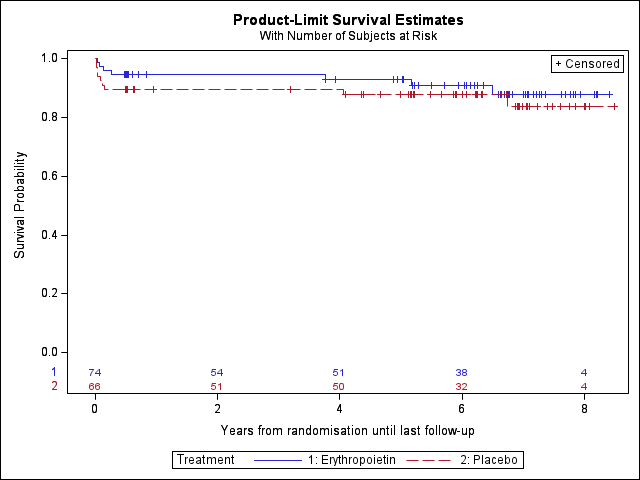 Product-Limit Survival Estimates
With Number of Subjects at Risk
+ Censored
1.0
0.8
0.6
0.4
0.2
0.0
Survival Probability
1 74 54 51 38 4
2 66 51 50 32 4
0 2 4 6 8
Years from randomisation until last follow-up
Treatment 1: Erythropoietin 2: Placebo